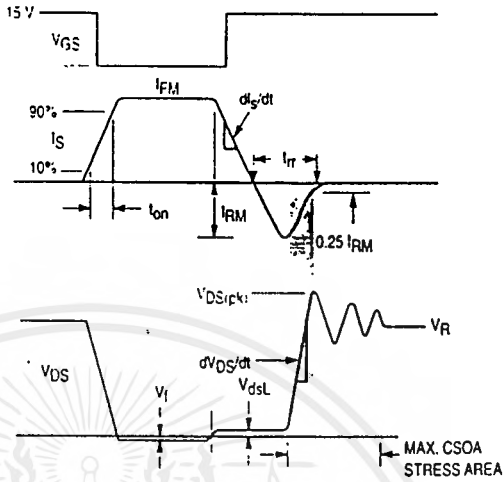 15 V
VGS
IFM
90%
dIS/dt
IS
trr
10%
ton
IRM
0.25 IRM
VDS(pk)
VR
VDS
dVDS/dt
Vf
VdsL
MAX. CSOA
STRESS AREA